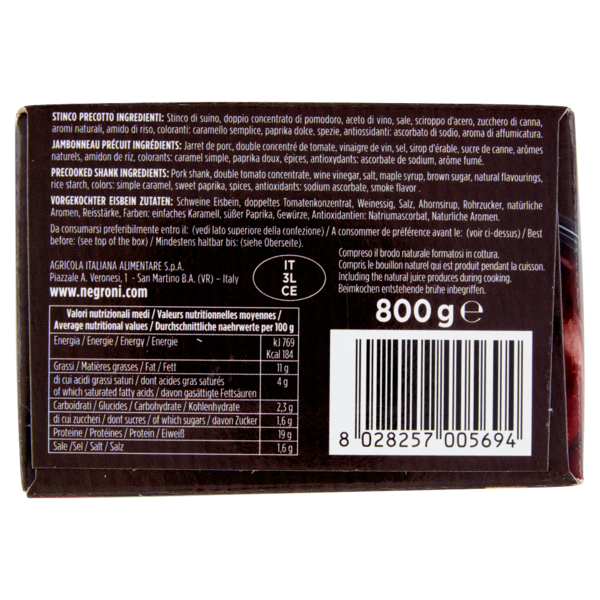 STINCO PRECOTTO INGREDIENTI: Stinco di suino, doppio concentrato di pomodoro, aceto di vino, sale, sciroppo d'acero, zucchero di canna,
aromi naturali, amido di riso, coloranti: caramello semplice, paprika dolce, spezie, antiossidanti: ascorbato di sodio, aroma di affumicatura.
JAMBONNEAU PRÉCUIT INGRÉDIENTS: Jarret de porc, double concentré de tomate, vinaigre de vin, sel, sirop d'érable, sucre de canne, arômes
naturels, amidon de riz, colorants: caramel simple, paprika doux, épices, antioxydants: ascorbate de sodium, arôme fumé.
PRECOOKED SHANK INGREDIENTS: Pork shank, double tomato concentrate, wine vinegar, salt, maple syrup, brown sugar, natural flavourings,
rice starch, colors: simple caramel, sweet paprika, spices, antioxidants: sodium ascorbate, smoke flavor .
VORGEKOCHTER EISBEIN ZUTATEN: Schweine Eisbein, doppeltes Tomatenkonzentrat, Weinessig, Salz, Ahornsirup, Rohrzucker, natürliche
Aromen, Reisstärke, Farben: einfaches Karamell, süßer Paprika, Gewürze, Antioxidantien: Natriumascorbat, Natürliche Aromen.
Da consumarsi preferibilmente entro il: (vedi lato superiore della confezione) / A consommer de préférence avant le: (voir ci-dessus) / Best
before: (see top of the box) / Mindestens haltbar bis: (siehe Oberseite).
AGRICOLA ITALIANA ALIMENTARE S.p.A.
Piazzale A. Veronesi, 1 - San Martino B.A. (VR) – Italy
www.negroni.com
IT
3L
CE
Compreso il brodo naturale formatosi in cottura.
Compris le bouillon naturel qui est produit pendant la cuisson.
Including the natural juice developed during cooking.
Beimkochen entstehende brühe inbegriffen.
800 g e
Valori nutrizionali medi / Valeurs nutritionnelles moyennes /
Average nutritional values / Durchschnittliche naehrwerte per 100 g
Energia / Énergie / Energy / Energie kJ 769
Kcal 184
Grassi / Matières grasses / Fat / Fett 11 g
di cui acidi grassi saturi / dont acides gras saturés
of which saturated fatty acids / davon gasättigte Fettsäuren 4 g
Carboidrati / Glucides / Carbohydrate / Kohlenhydrate 2,3 g
di cui zuccheri / dont sucres / of which sugars / davon Zucker 1,6 g
Proteine / Protéines / Protein / Eiweiß 19 g
Sale /Sel / Salt / Salz 1,6 g
8 028257 005694